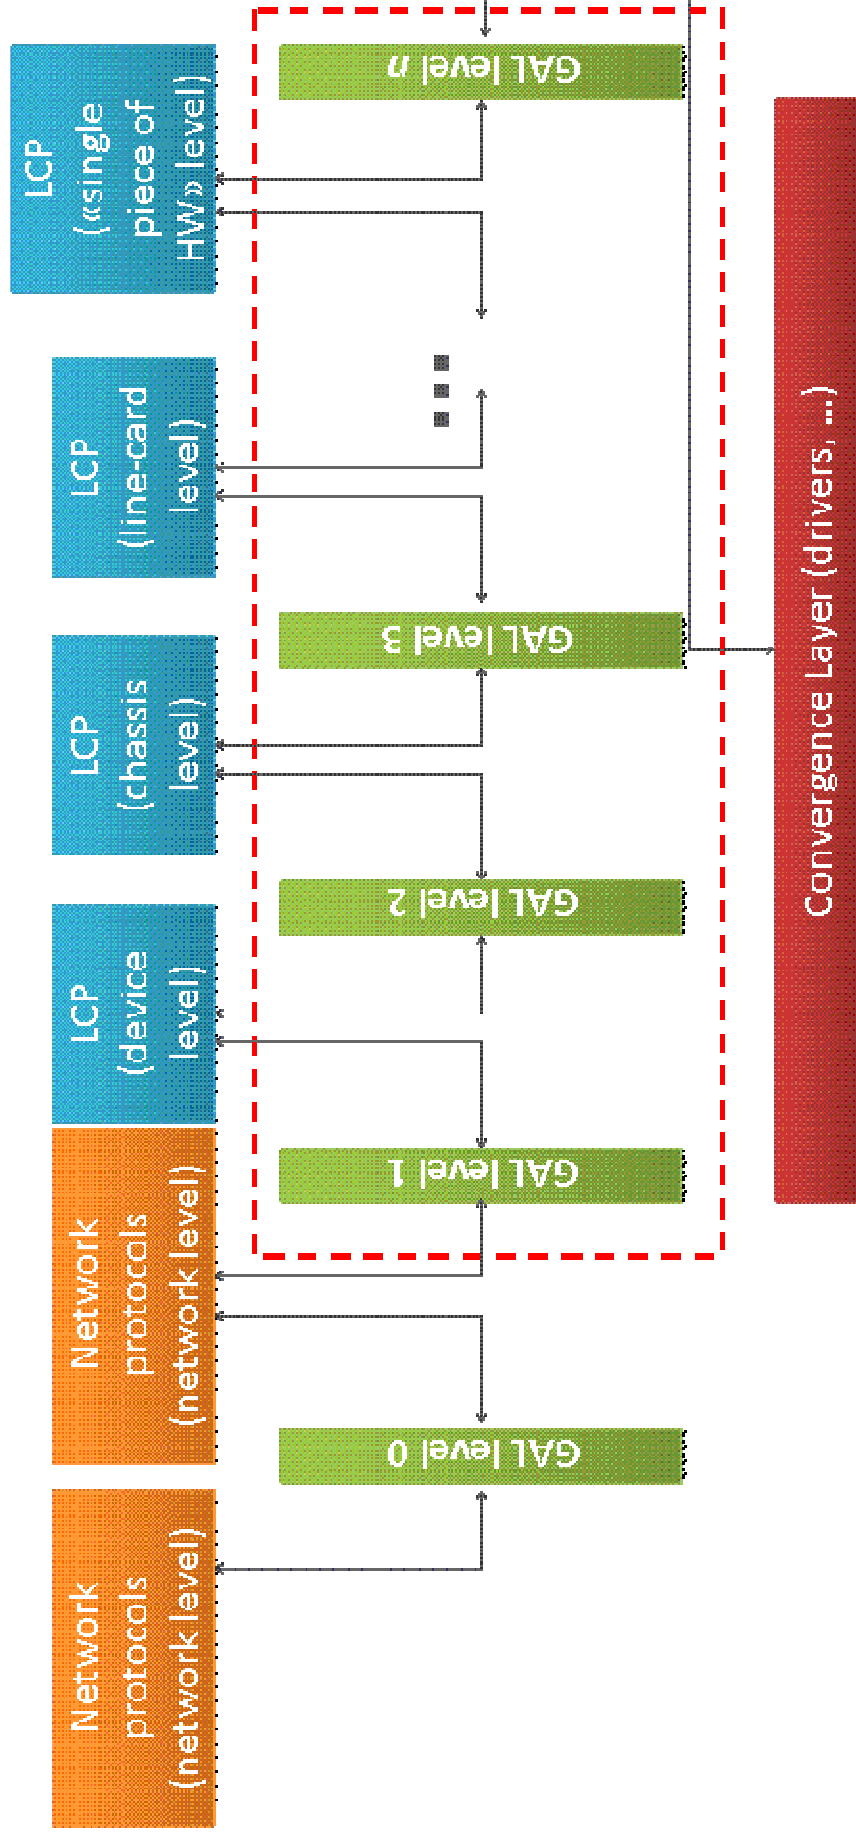 Network
protocals
(network level)
Network
protocals
(network level)
LCP
(device
level)
LCP
(chassis
level)
LCP
(line-card
level)
LCP
(«single
piece of
HW» level)
GAL level 0
GAL level 1
GAL level 2
GAL level 3
...
GAL level n
Convergence Layer (drivers, ...)